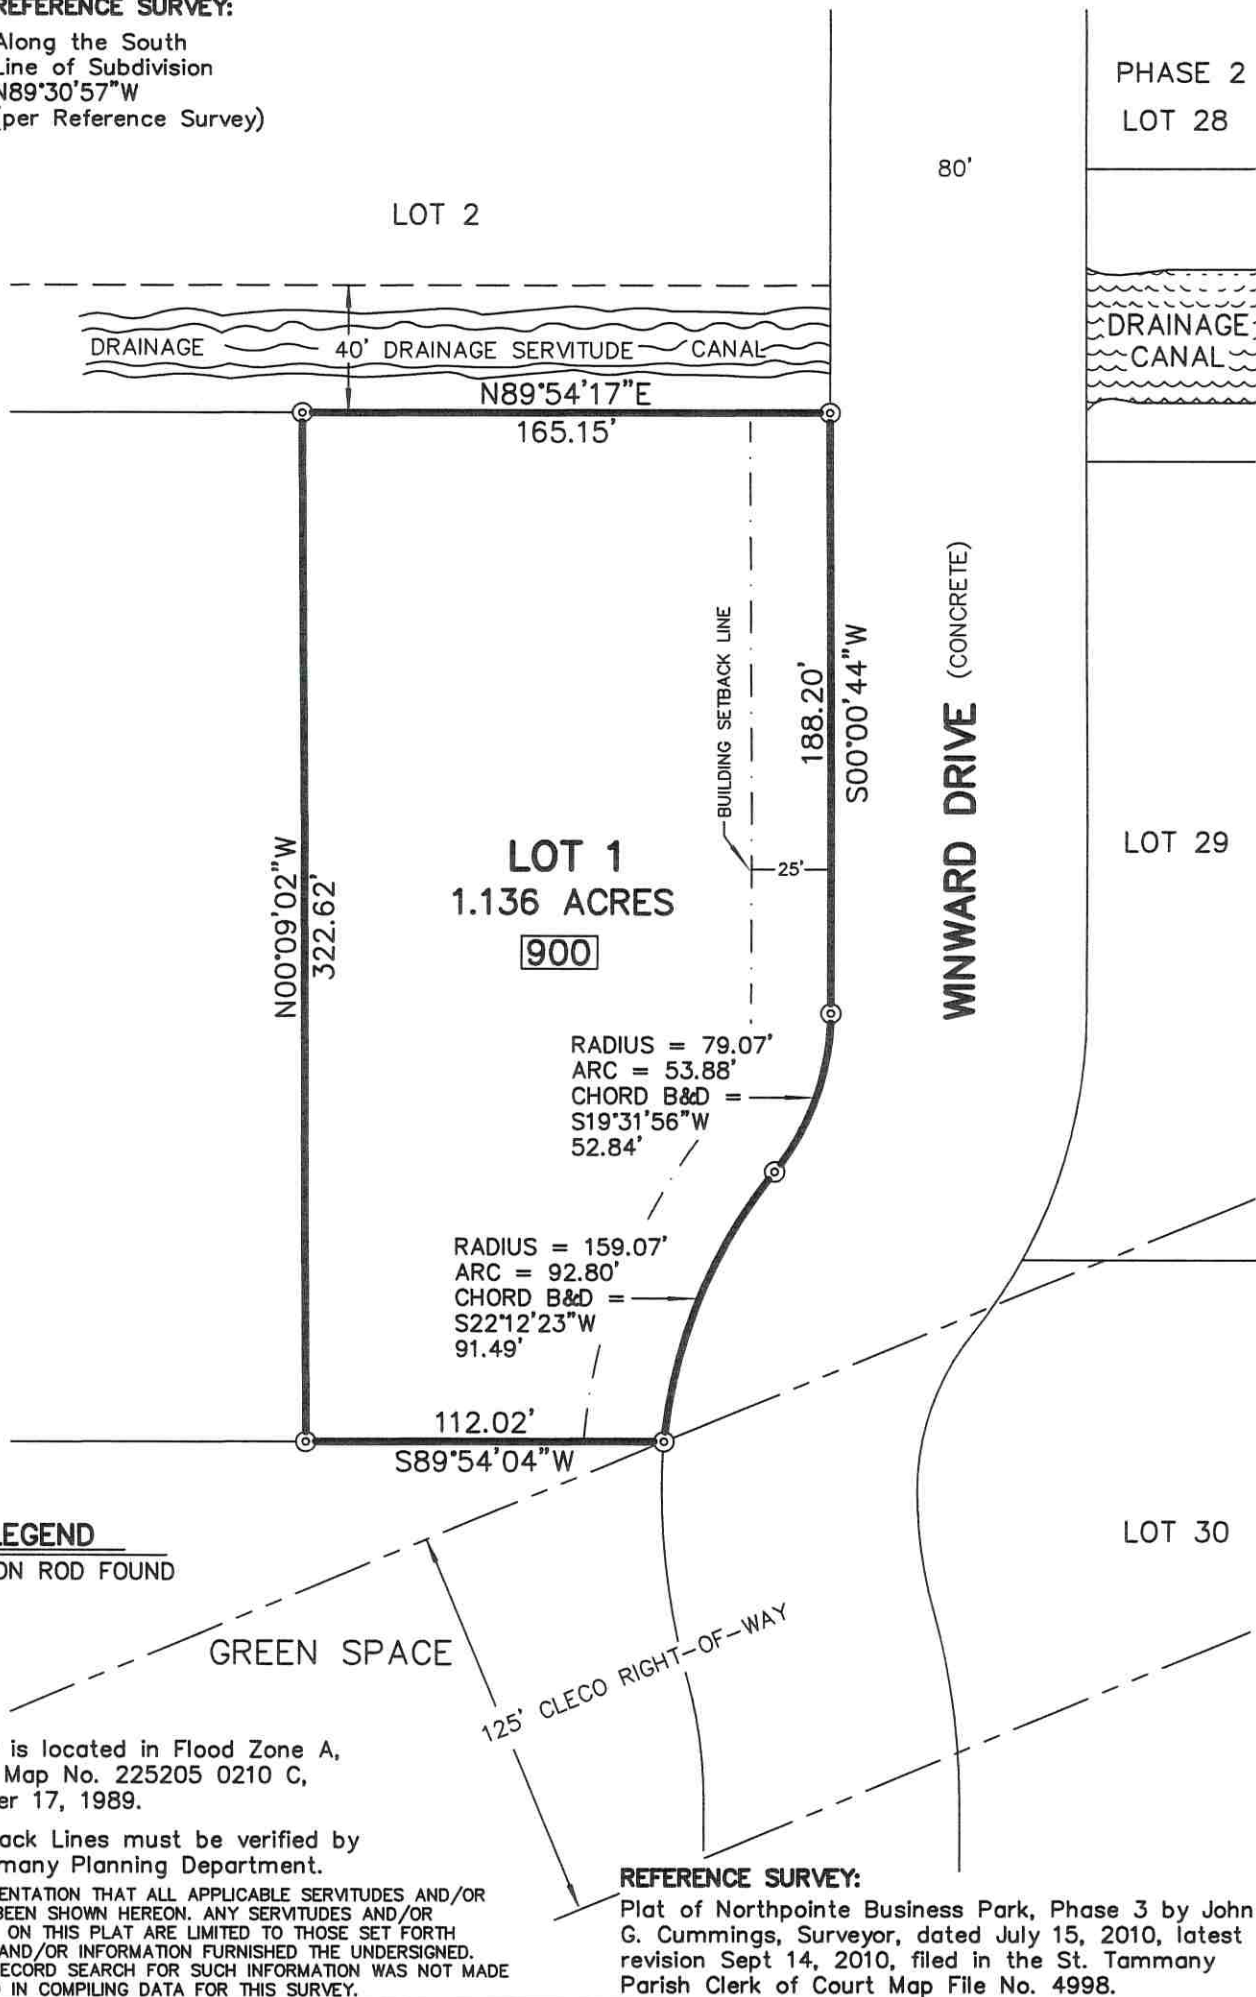 REFERENCE SURVEY:
Along the South
Line of Subdivision
N89°30'57"W
(per Reference Survey)
PHASE 2
LOT 28
80'
LOT 2
DRAINAGE
40' DRAINAGE SERVITUDE
CANAL
DRAINAGE
CANAL
N89°54'17"E
165.15'
BUILDING SETBACK LINE
188.20'
S00°00'44"W
WINWARD DRIVE (CONCRETE)
25'
LOT 29
LOT 1
1.136 ACRES
900
N00°09'02"W
322.62'
RADIUS = 79.07'
ARC = 53.88'
CHORD B&D =
S19°31'56"W
52.84'
RADIUS = 159.07'
ARC = 92.80'
CHORD B&D =
S22°12'23"W
91.49'
112.02'
S89°54'04"W
LEGEND
ON ROD FOUND
LOT 30
GREEN SPACE
125' CLECO RIGHT-OF-WAY
is located in Flood Zone A,
Map No. 225205 0210 C,
er 17, 1989.
ack Lines must be verified by
many Planning Department.
ENTATION THAT ALL APPLICABLE SERVITUDES AND/OR
BEEN SHOWN HEREON. ANY SERVITUDES AND/OR
ON THIS PLAT ARE LIMITED TO THOSE SET FORTH
AND/OR INFORMATION FURNISHED THE UNDERSIGNED.
RECORD SEARCH FOR SUCH INFORMATION WAS NOT MADE
IN COMPILING DATA FOR THIS SURVEY.
REFERENCE SURVEY:
Plat of Northpointe Business Park, Phase 3 by John
G. Cummings, Surveyor, dated July 15, 2010, latest
revision Sept 14, 2010, filed in the St. Tammany
Parish Clerk of Court Map File No. 4998.